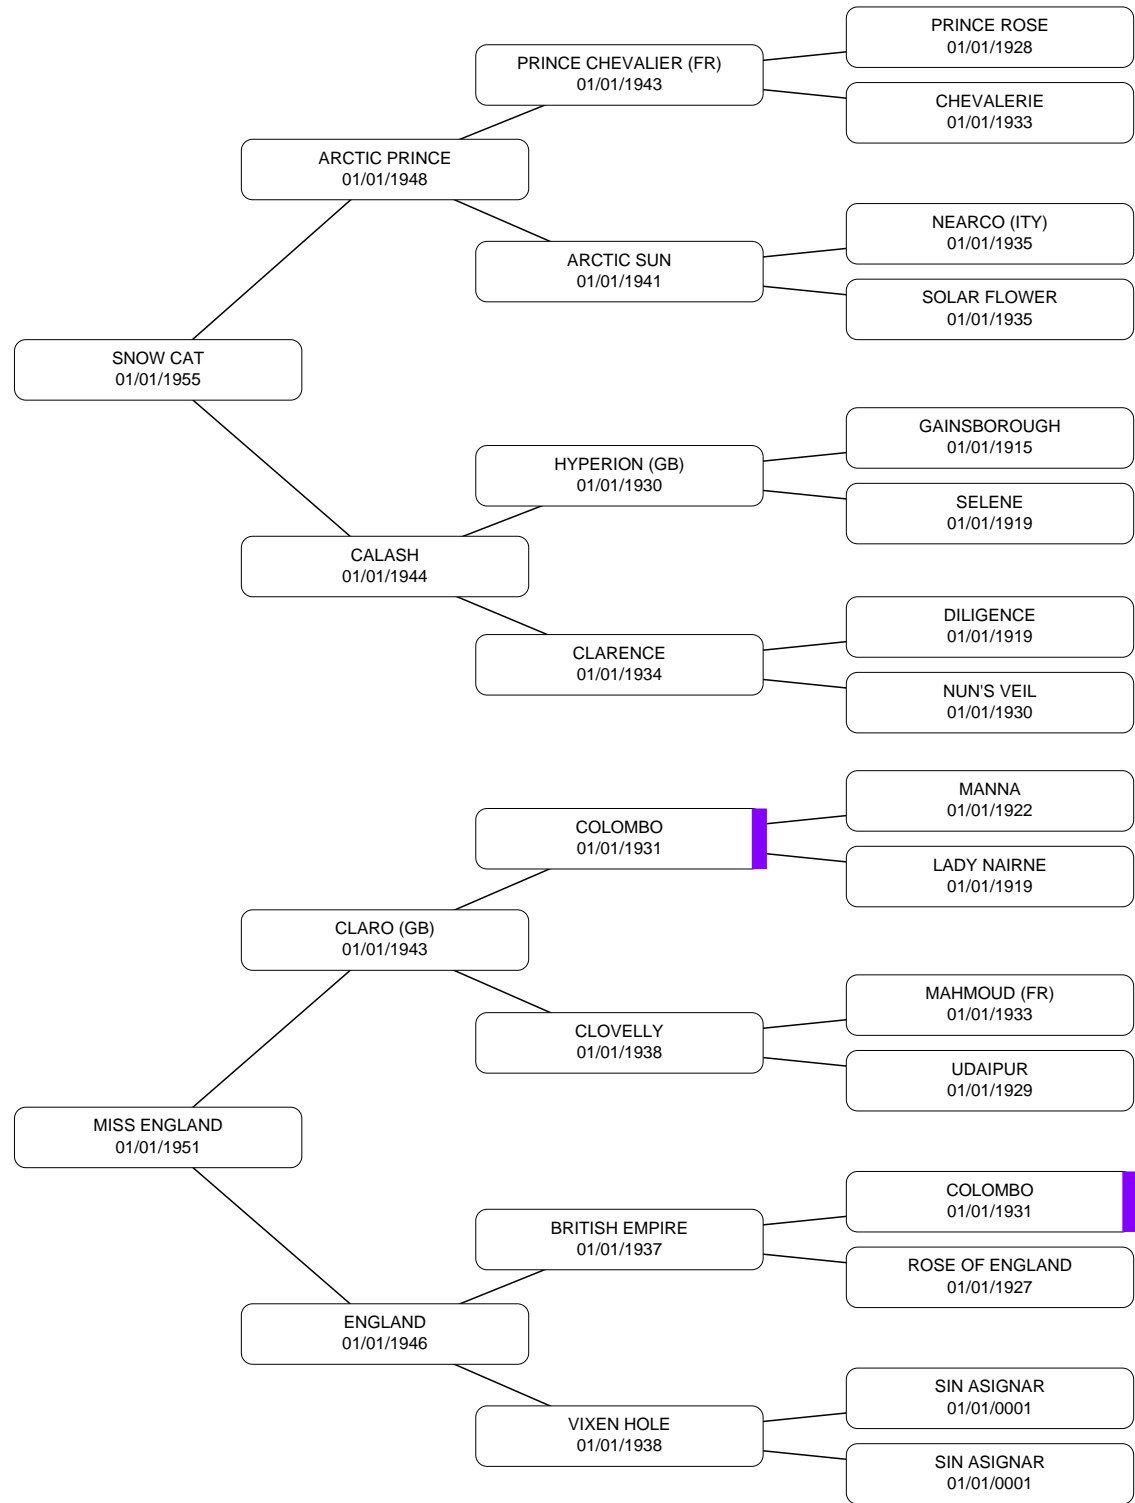 PRINCE ROSE
01/01/1928
PRINCE CHEVALIER (FR)
01/01/1943
CHEVALERIE
01/01/1933
ARCTIC PRINCE
01/01/1948
NEARCO (ITY)
01/01/1935
ARCTIC SUN
01/01/1941
SOLAR FLOWER
01/01/1935
SNOW CAT
01/01/1955
GAINSBOROUGH
01/01/1915
HYPERION (GB)
01/01/1930
SELENE
01/01/1919
CALASH
01/01/1944
DILIGENCE
01/01/1919
CLARENCE
01/01/1934
NUN'S VEIL
01/01/1930
MANNA
01/01/1922
COLOMBO
01/01/1931
LADY NAIRNE
01/01/1919
CLARO (GB)
01/01/1943
MAHMOUD (FR)
01/01/1933
CLOVELLY
01/01/1938
UDAIPUR
01/01/1929
MISS ENGLAND
01/01/1951
COLOMBO
01/01/1931
BRITISH EMPIRE
01/01/1937
ROSE OF ENGLAND
01/01/1927
ENGLAND
01/01/1946
SIN ASIGNAR
01/01/0001
VIXEN HOLE
01/01/1938
SIN ASIGNAR
01/01/0001